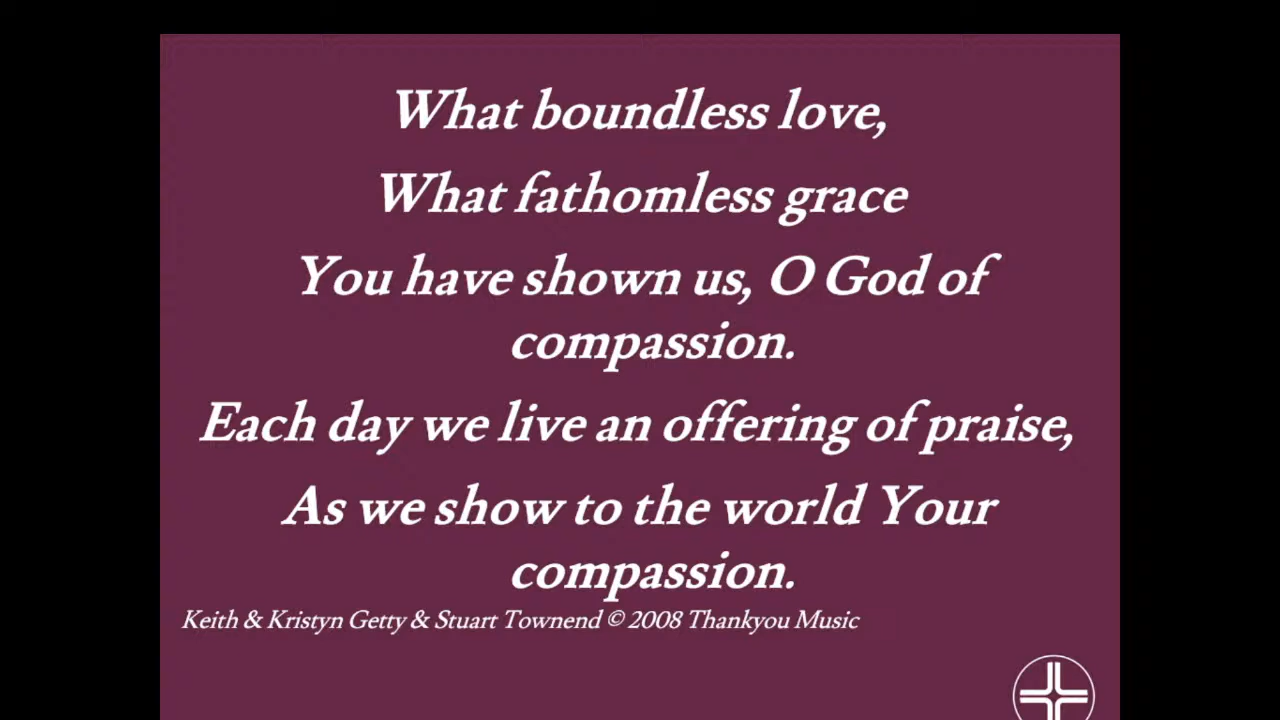 What boundless love,
What fathomless grace
You have shown us, O God of
compassion.
Each day we live an offering of praise,
As we show to the world Your
compassion.
Keith & Kristyn Getty & Stuart Townend © 2008 Thankyou Music